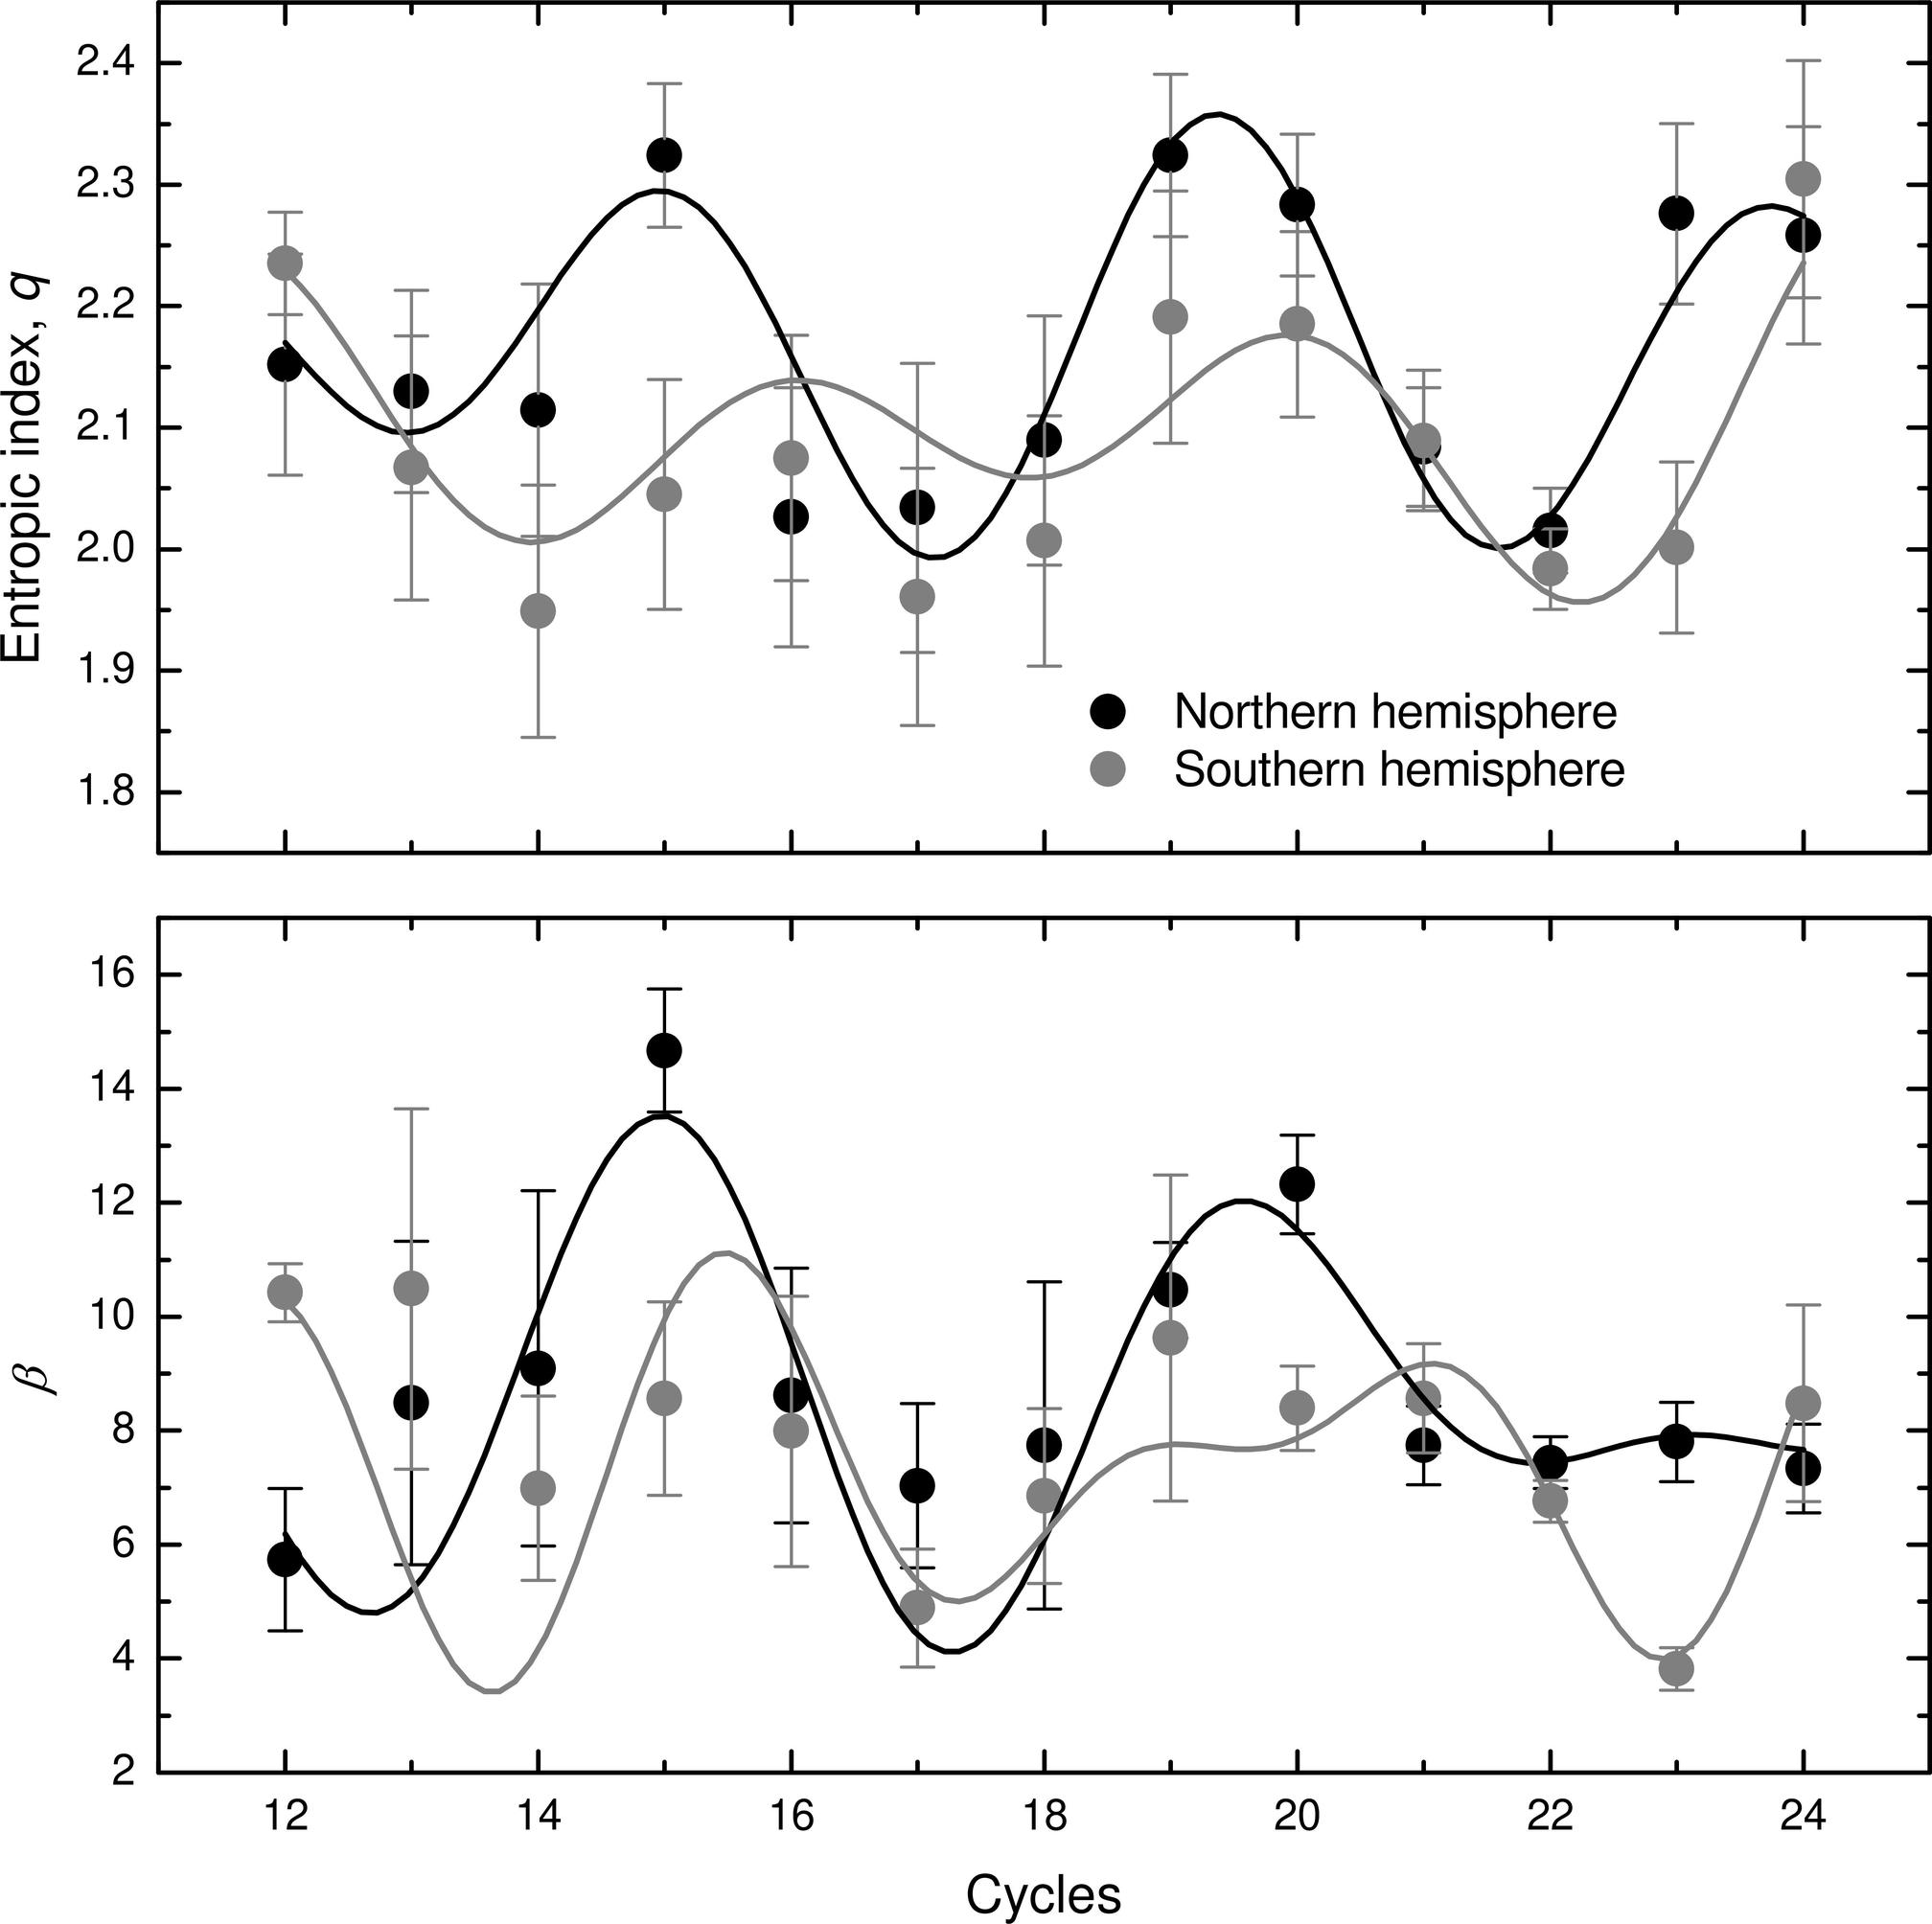 Entropic index, q
2.4
2.3
2.2
2.1
2.0
1.9
1.8
Northern hemisphere
Southern hemisphere
β
16
14
12
10
8
6
4
2
12 14 16 18 20 22 24
Cycles